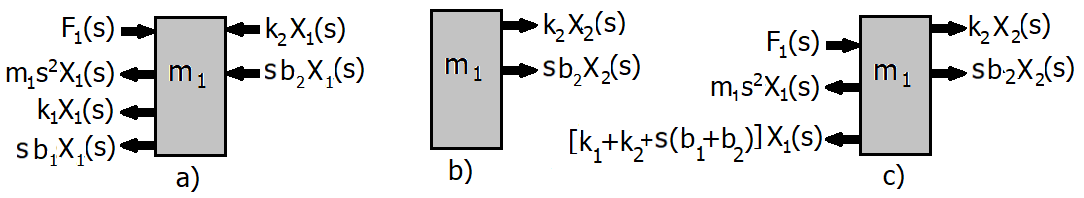 F₁(s)
m₁s²X₁(s)
k₁X₁(s)
sb₁X₁(s)
m₁
k₂X₁(s)
sb₂X₁(s)
a)
m₁
k₂X₂(s)
sb₂X₂(s)
b)
F₁(s)
m₁s²X₁(s)
[k₁+k₂+s(b₁+b₂)]X₁(s)
m₁
k₂X₂(s)
sb₂X₂(s)
c)